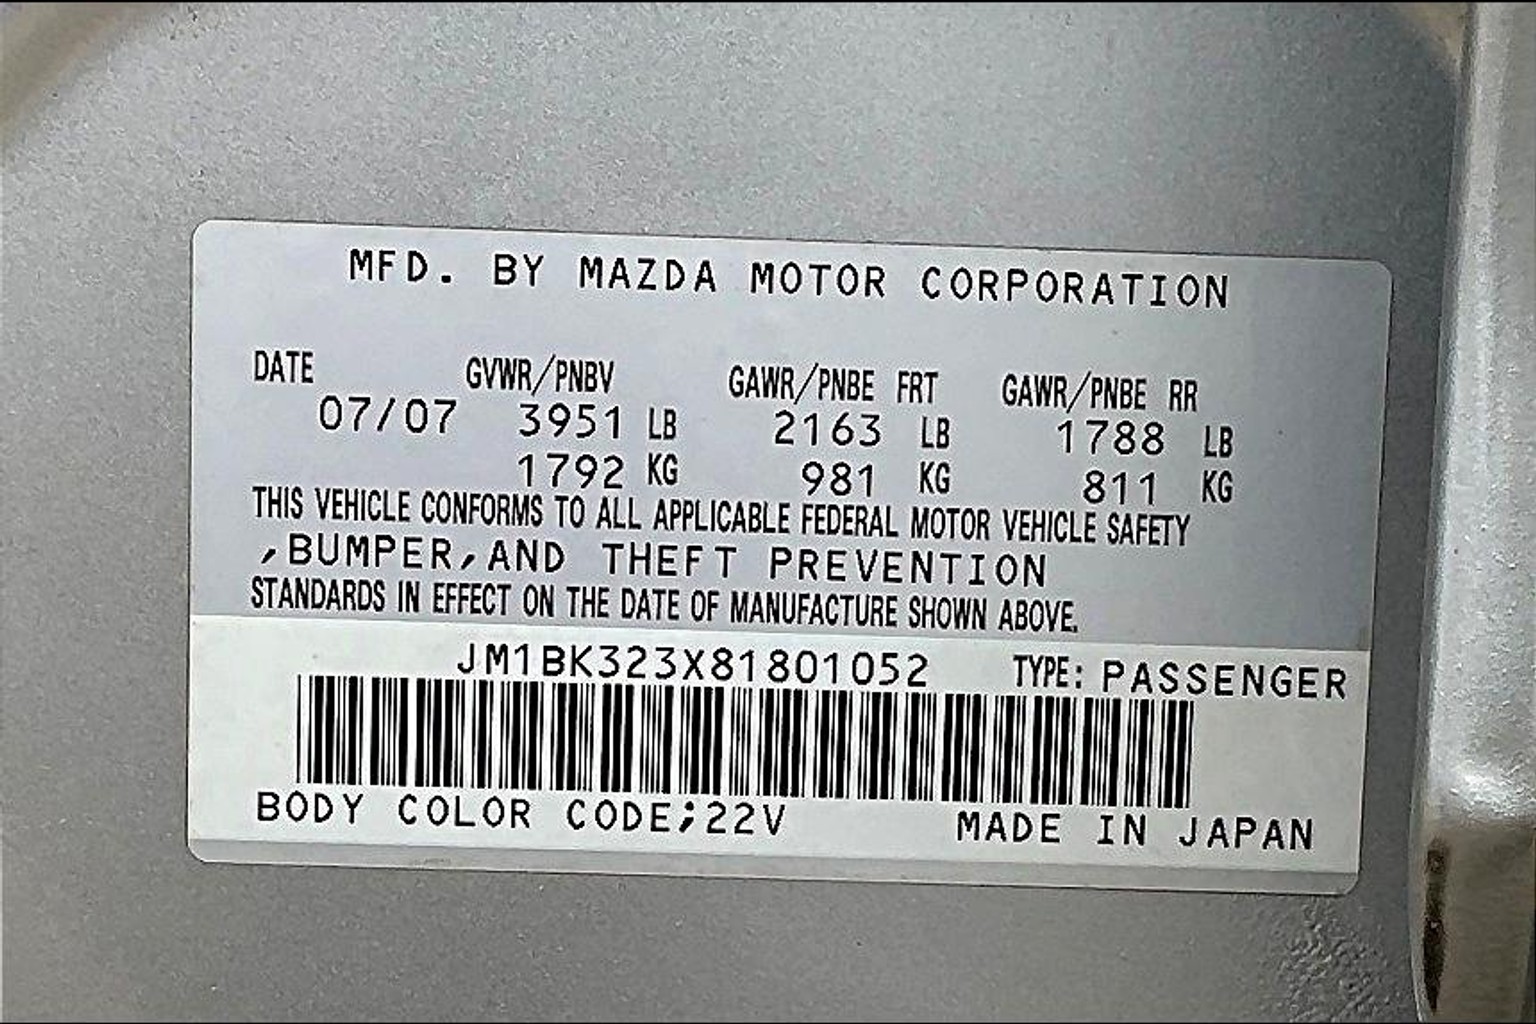 MFD. BY MAZDA MOTOR CORPORATION
DATE GVWR/PNBV GAWR/PNBE FRT GAWR/PNBE RR
07/07 3951 LB 2163 LB 1788 LB
1792 KG 981 KG 811 KG
THIS VEHICLE CONFORMS TO ALL APPLICABLE FEDERAL MOTOR VEHICLE SAFETY
,BUMPER,AND THEFT PREVENTION
STANDARDS IN EFFECT ON THE DATE OF MANUFACTURE SHOWN ABOVE.
JM1BK323X81801052 TYPE: PASSENGER
BODY COLOR CODE;22V MADE IN JAPAN